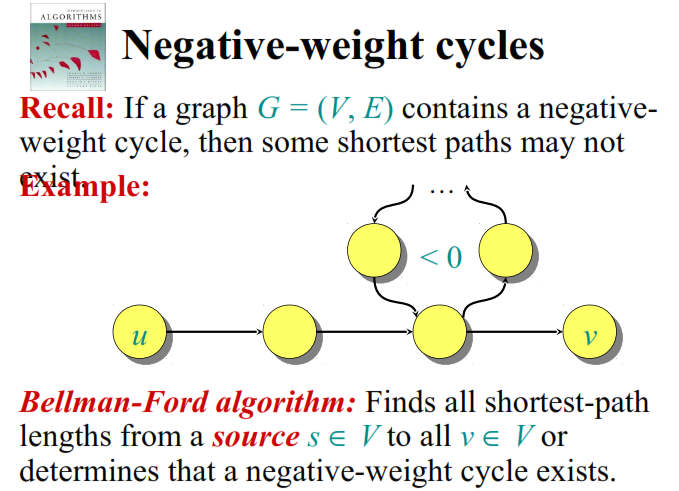 INTRODUCTION TO
ALGORITHMS
Negative-weight cycles
Recall: If a graph G = (V, E) contains a negative-
weight cycle, then some shortest paths may not
exist.
Example:
…
< 0
u
v
Bellman-Ford algorithm: Finds all shortest-path
lengths from a source s ∈ V to all v ∈ V or
determines that a negative-weight cycle exists.